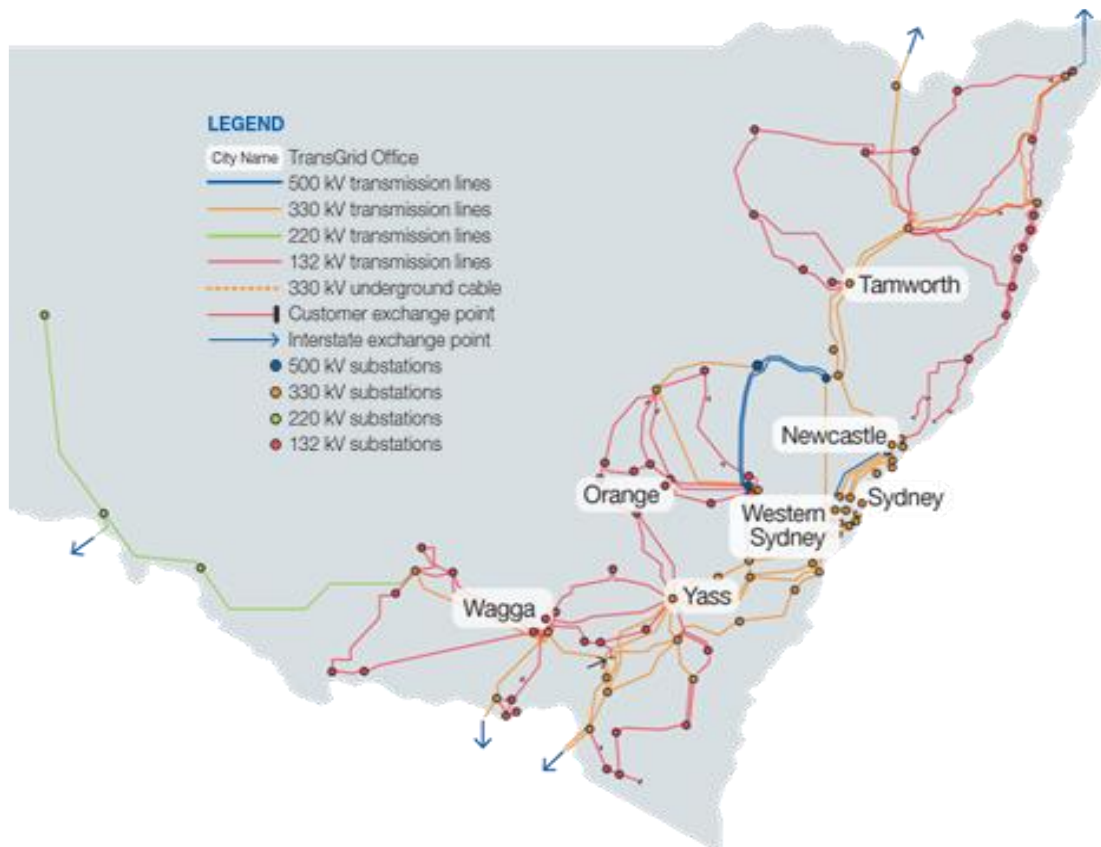 LEGEND
City Name TransGrid Office
500 kV transmission lines
330 kV transmission lines
220 kV transmission lines
132 kV transmission lines
330 kV underground cable
Customer exchange point
Interstate exchange point
500 kV substations
330 kV substations
220 kV substations
132 kV substations
Tamworth
Newcastle
Orange
Sydney
Western
Sydney
Yass
Wagga